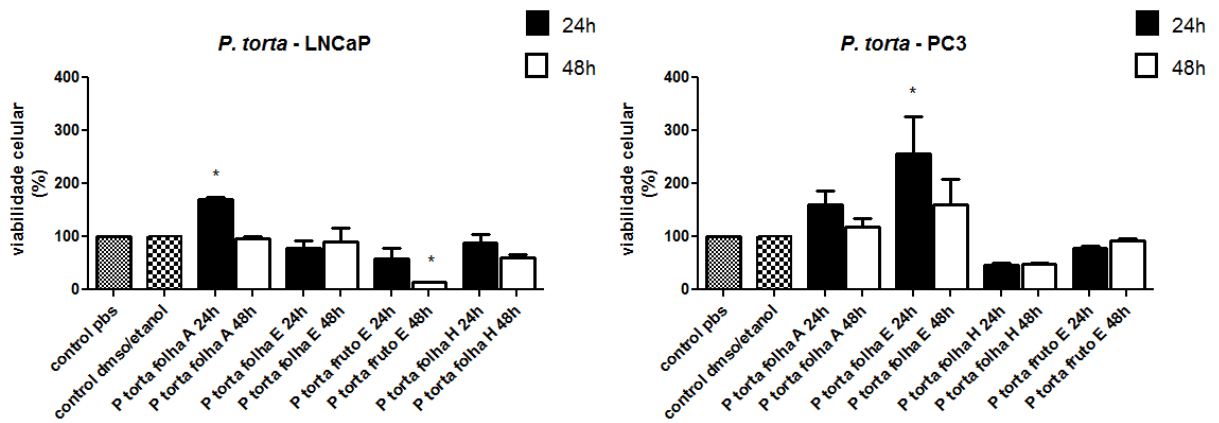 P. torta - LNCaP
24h
48h
viabilidade celular
(%)
400
300
200
100
0
*
*
control pbs
control dmso/etanol
P torta folha A 24h
P torta folha A 48h
P torta folha E 24h
P torta folha E 48h
P torta fruto E 24h
P torta fruto E 48h
P torta folha H 24h
P torta folha H 48h
P. torta - PC3
24h
48h
viabilidade celular
(%)
400
300
200
100
0
*
control pbs
control dmso/etanol
P torta folha A 24h
P torta folha A 48h
P torta folha E 24h
P torta folha E 48h
P torta folha H 24h
P torta folha H 48h
P torta fruto E 24h
P torta fruto E 48h